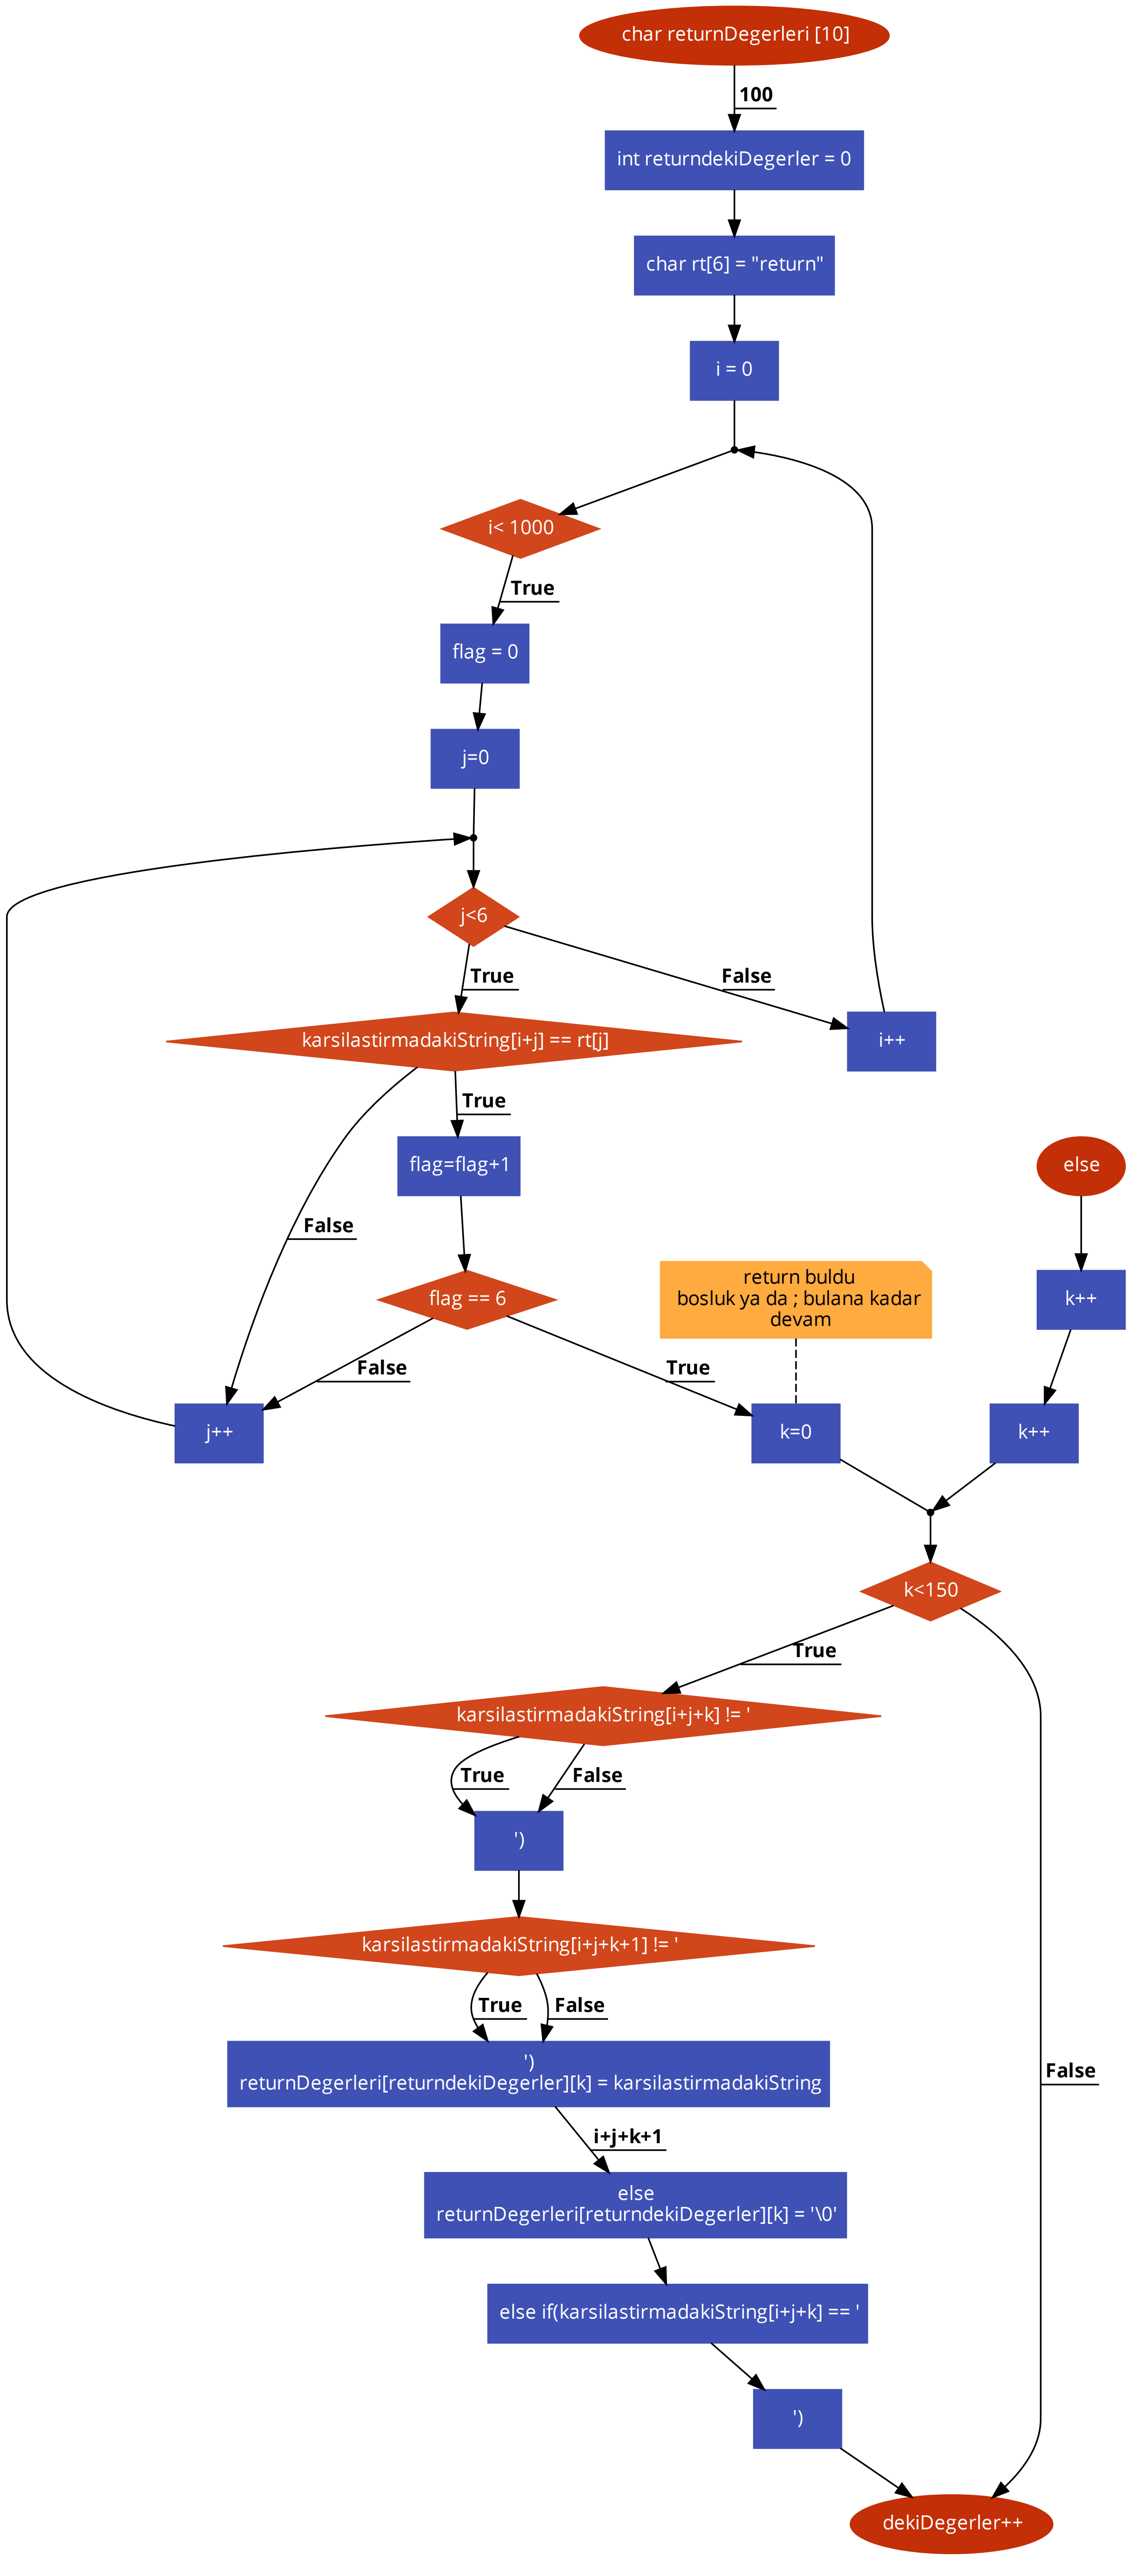 char returnDegerleri [10]
100
int returndekiDegerler = 0
char rt[6] = "return"
i = 0
i< 1000
True
flag = 0
j=0
j<6
True
False
karsilastirmadakiString[i+j] == rt[j]
i++
True
flag=flag+1
else
False
flag == 6
return buldu
bosluk ya da ; bulana kadar
devam
k++
False
True
j++
k=0
k++
k<150
True
karsilastirmadakiString[i+j+k] != '
True
False
')
karsilastirmadakiString[i+j+k+1] != '
True
False
')
returnDegerleri[returndekiDegerler][k] = karsilastirmadakiString
False
i+j+k+1
else
returnDegerleri[returndekiDegerler][k] = '\0'
else if(karsilastirmadakiString[i+j+k] == '
')
dekiDegerler++